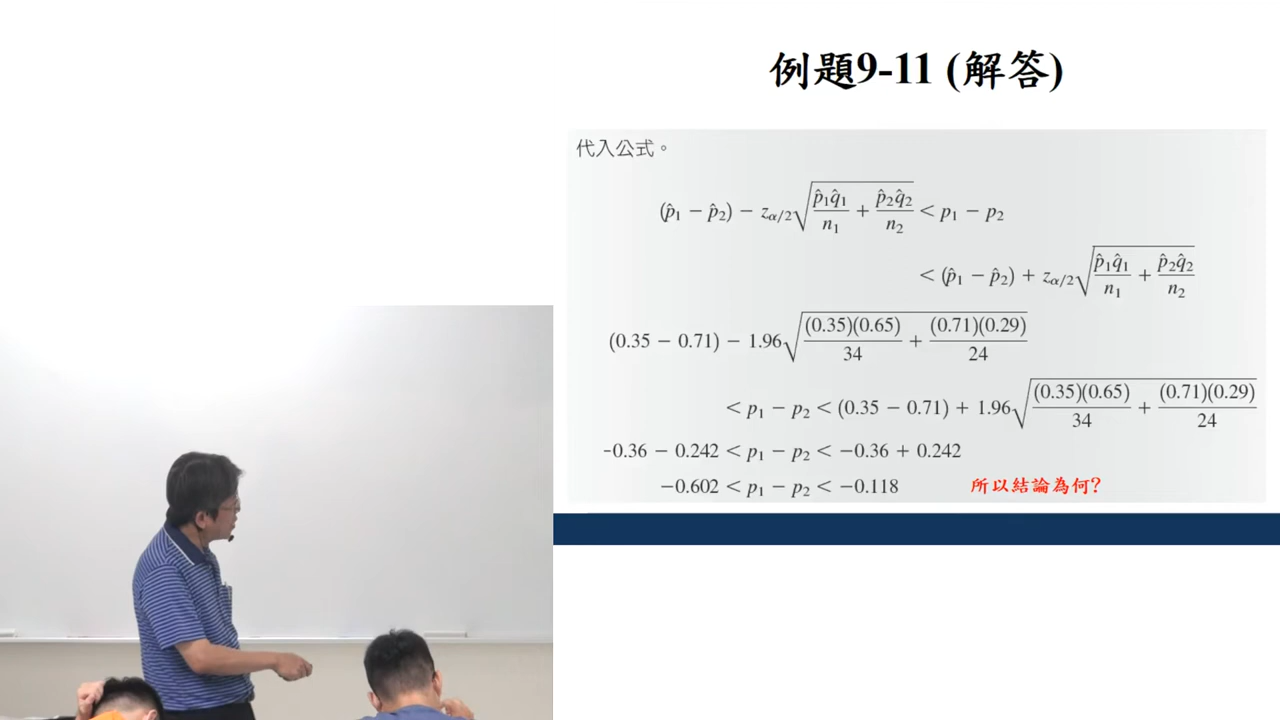 例題9-11 (解答)
代入公式。
(p̂₁ − p̂₂) − z_{α/2}√(p̂₁q̂₁/n₁ + p̂₂q̂₂/n₂) < p₁ − p₂
< (p̂₁ − p̂₂) + z_{α/2}√(p̂₁q̂₁/n₁ + p̂₂q̂₂/n₂)
(0.35 − 0.71) − 1.96√((0.35)(0.65)/34 + (0.71)(0.29)/24)
< p₁ − p₂ < (0.35 − 0.71) + 1.96√((0.35)(0.65)/34 + (0.71)(0.29)/24)
-0.36 − 0.242 < p₁ − p₂ < −0.36 + 0.242
−0.602 < p₁ − p₂ < −0.118 所以結論為何?